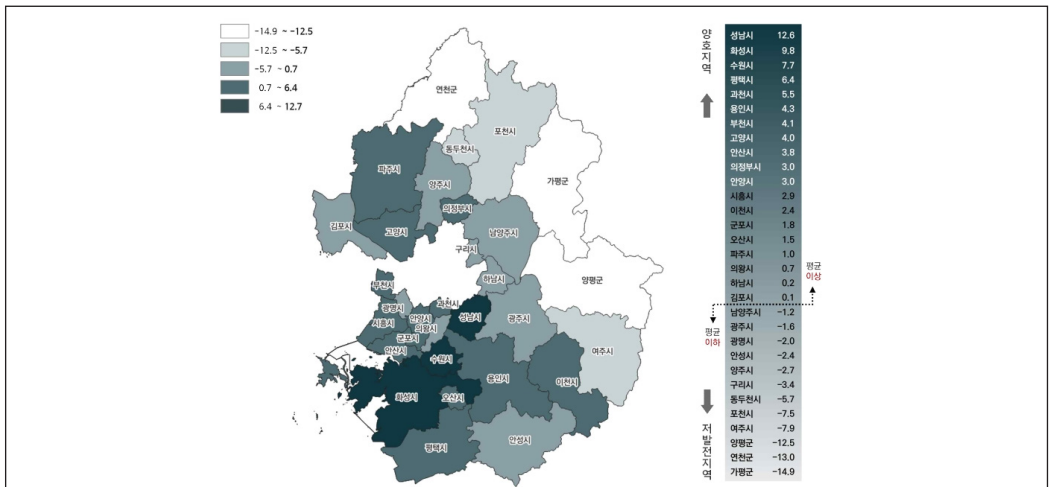 -14.9 ~ -12.5
-12.5 ~ -5.7
-5.7 ~ 0.7
0.7 ~ 6.4
6.4 ~ 12.7
연천군
포천시
동두천시
파주시
가평군
양주시
의정부시
김포시
고양시
남양주시
구리시
하남시
양평군
부천시
과천시
광명시
안양시
성남시
광주시
시흥시
의왕시
군포시
안산시
수원시
여주시
용인시
이천시
화성시
오산시
평택시
안성시
양호지역
저발전지역
성남시 12.6
화성시 9.8
수원시 7.7
평택시 6.4
과천시 5.5
용인시 4.3
부천시 4.1
고양시 4.0
안산시 3.8
의정부시 3.0
안양시 3.0
시흥시 2.9
이천시 2.4
군포시 1.8
오산시 1.5
파주시 1.0
의왕시 0.7
하남시 0.2
김포시 0.1
남양주시 -1.2
광주시 -1.6
광명시 -2.0
안성시 -2.4
양주시 -2.7
구리시 -3.4
동두천시 -5.7
포천시 -7.5
여주시 -7.9
양평군 -12.5
연천군 -13.0
가평군 -14.9
평균
이상
평균
이하